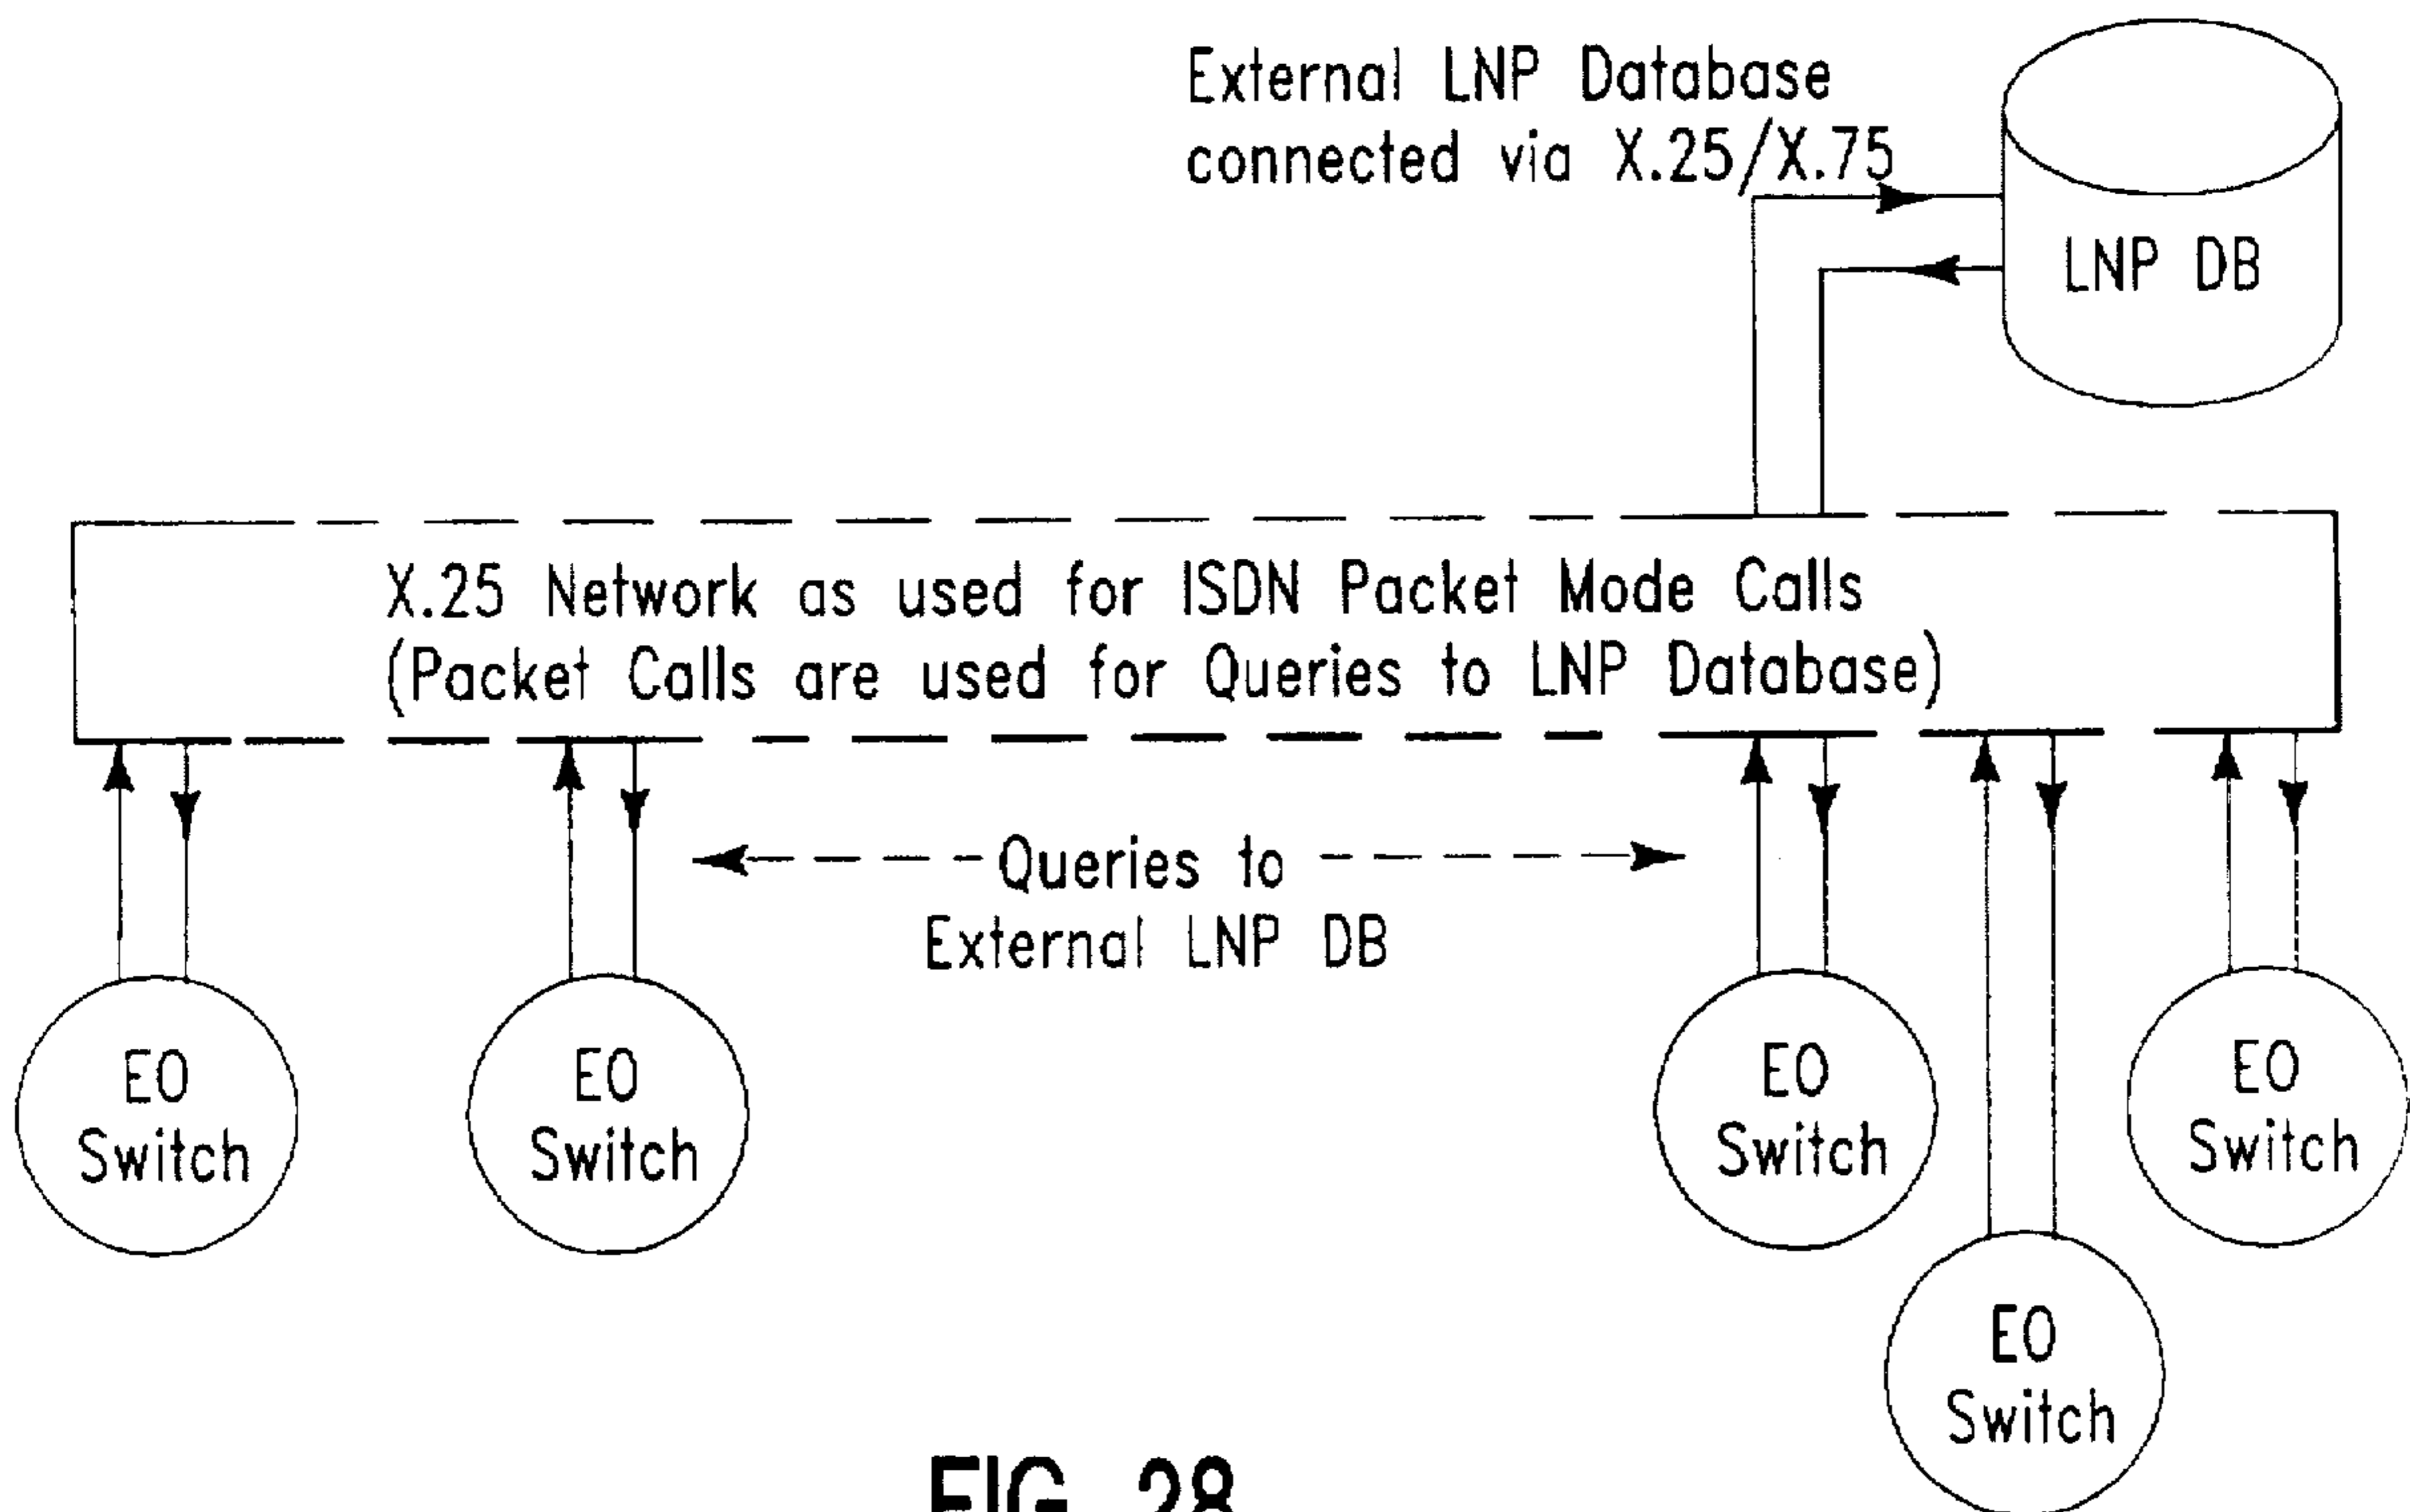 External LNP Database
connected via X.25/X.75
LNP DB
X.25 Network as used for ISDN Packet Mode Calls
(Packet Calls are used for Queries to LNP Database)
Queries to
External LNP DB
EO
Switch
EO
Switch
EO
Switch
EO
Switch
EO
Switch
FIG. 28